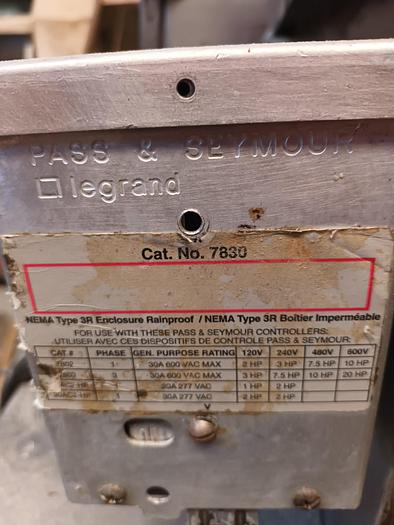 PASS & SEYMOUR
legrand
Cat. No. 7830
NEMA Type 3R Enclosure Rainproof / NEMA Type 3R Boîtier Imperméable
FOR USE WITH THESE PASS & SEYMOUR CONTROLLERS:
UTILISER AVEC CES DISPOSITIFS DE CONTROLE PASS & SEYMOUR:
CAT.# PHASE GEN. PURPOSE RATING 120V 240V 480V 600V
7802 1 30A 600 VAC MAX 2 HP 3 HP 7.5 HP 10 HP
3 30A 600 VAC MAX 3 HP 7.5 HP 10 HP 20 HP
1 20A 277 VAC 1 HP 2 HP
30AC2-HP 1 30A 277 VAC 2 HP 2 HP